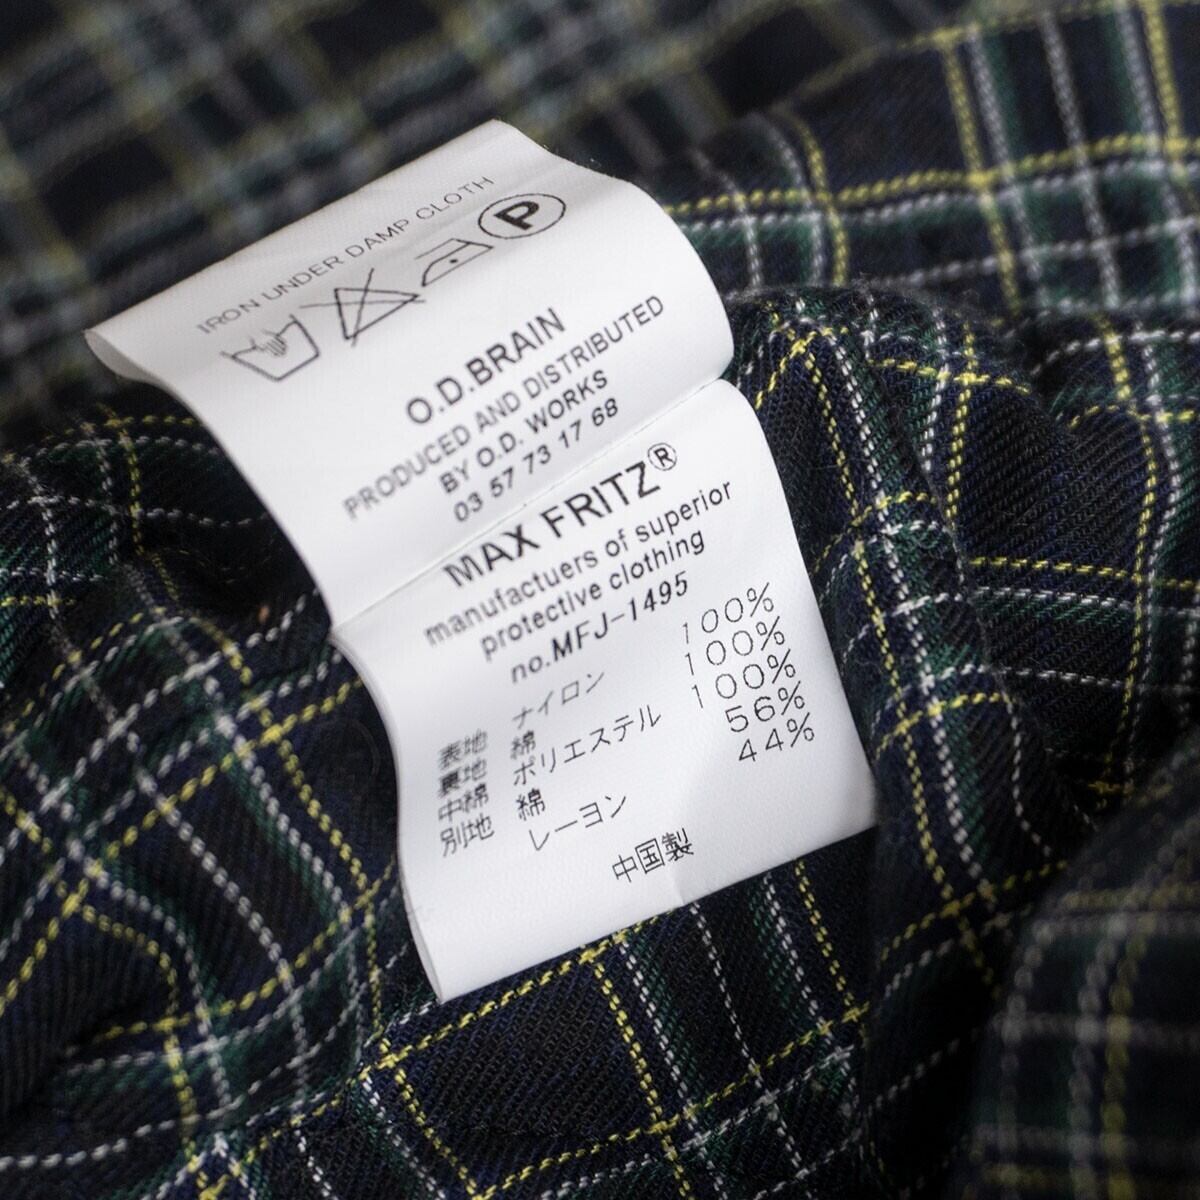 IRON UNDER DAMP CLOTH
P
O.D.BRAIN
PRODUCED AND DISTRIBUTED
BY O.D. WORKS
03 57 73 17 68
MAX FRITZ®
manufactuers of superior
protective clothing
no.MFJ-1495
表地 ナイロン 100%
裏地 綿 100%
中綿 ポリエステル 100%
別地 綿 56%
レーヨン 44%
中国製